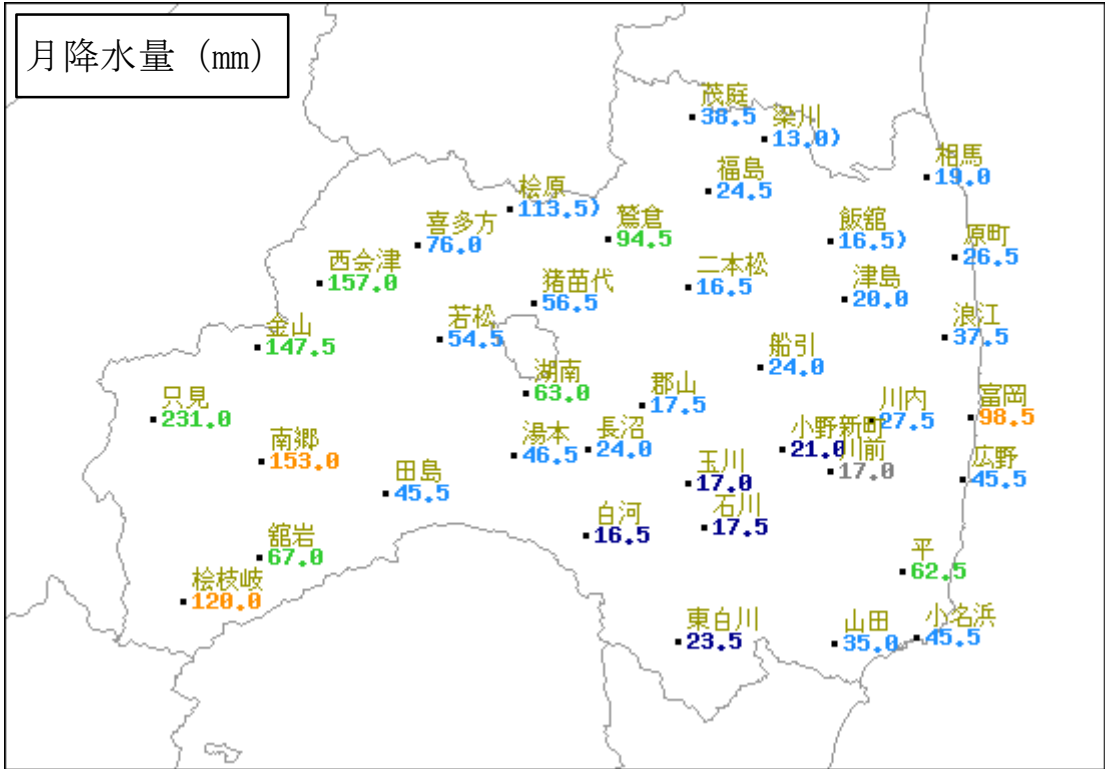 月降水量 (mm)
茂庭
38.5
梁川
13.0)
相馬
19.0
福島
24.5
桧原
113.5)
鷲倉
94.5
喜多方
76.0
飯舘
16.5)
原町
26.5
西会津
157.0
二本松
16.5
津島
20.0
猪苗代
56.5
若松
54.5
浪江
37.5
金山
147.5
船引
24.0
湖南
63.0
郡山
17.5
只見
231.0
川内
27.5
富岡
98.5
南郷
153.0
湯本
46.5
長沼
24.0
小野新町
21.0
川前
17.0
広野
45.5
田島
45.5
玉川
17.0
石川
17.5
白河
16.5
舘岩
67.0
平
62.5
桧枝岐
120.0
東白川
23.5
山田
35.0
小名浜
45.5